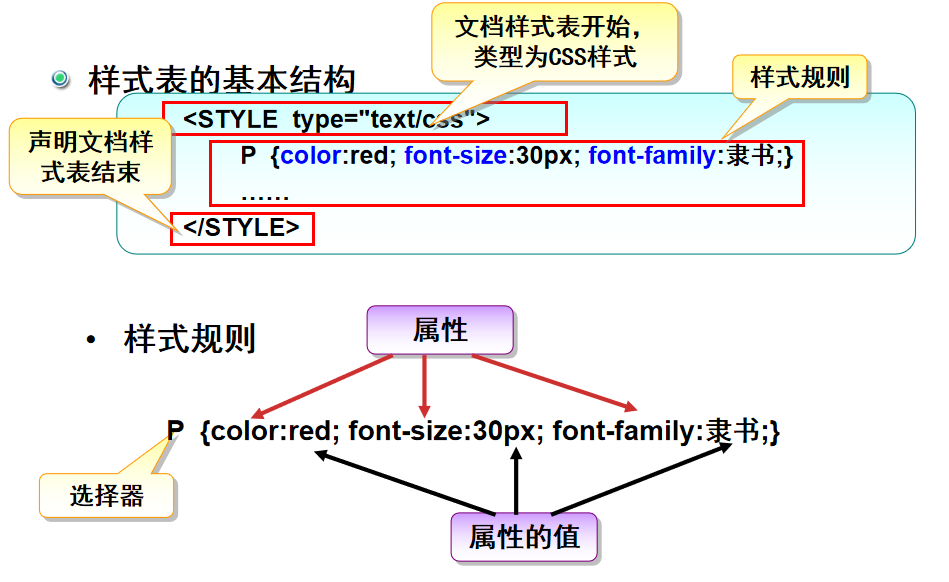 文档样式表开始，
类型为CSS样式
样式表的基本结构
样式规则
<STYLE type="text/css">
声明文档样
式表结束
P {color:red; font-size:30px; font-family:隶书;}
……
</STYLE>
属性
样式规则
P {color:red; font-size:30px; font-family:隶书;}
选择器
属性的值